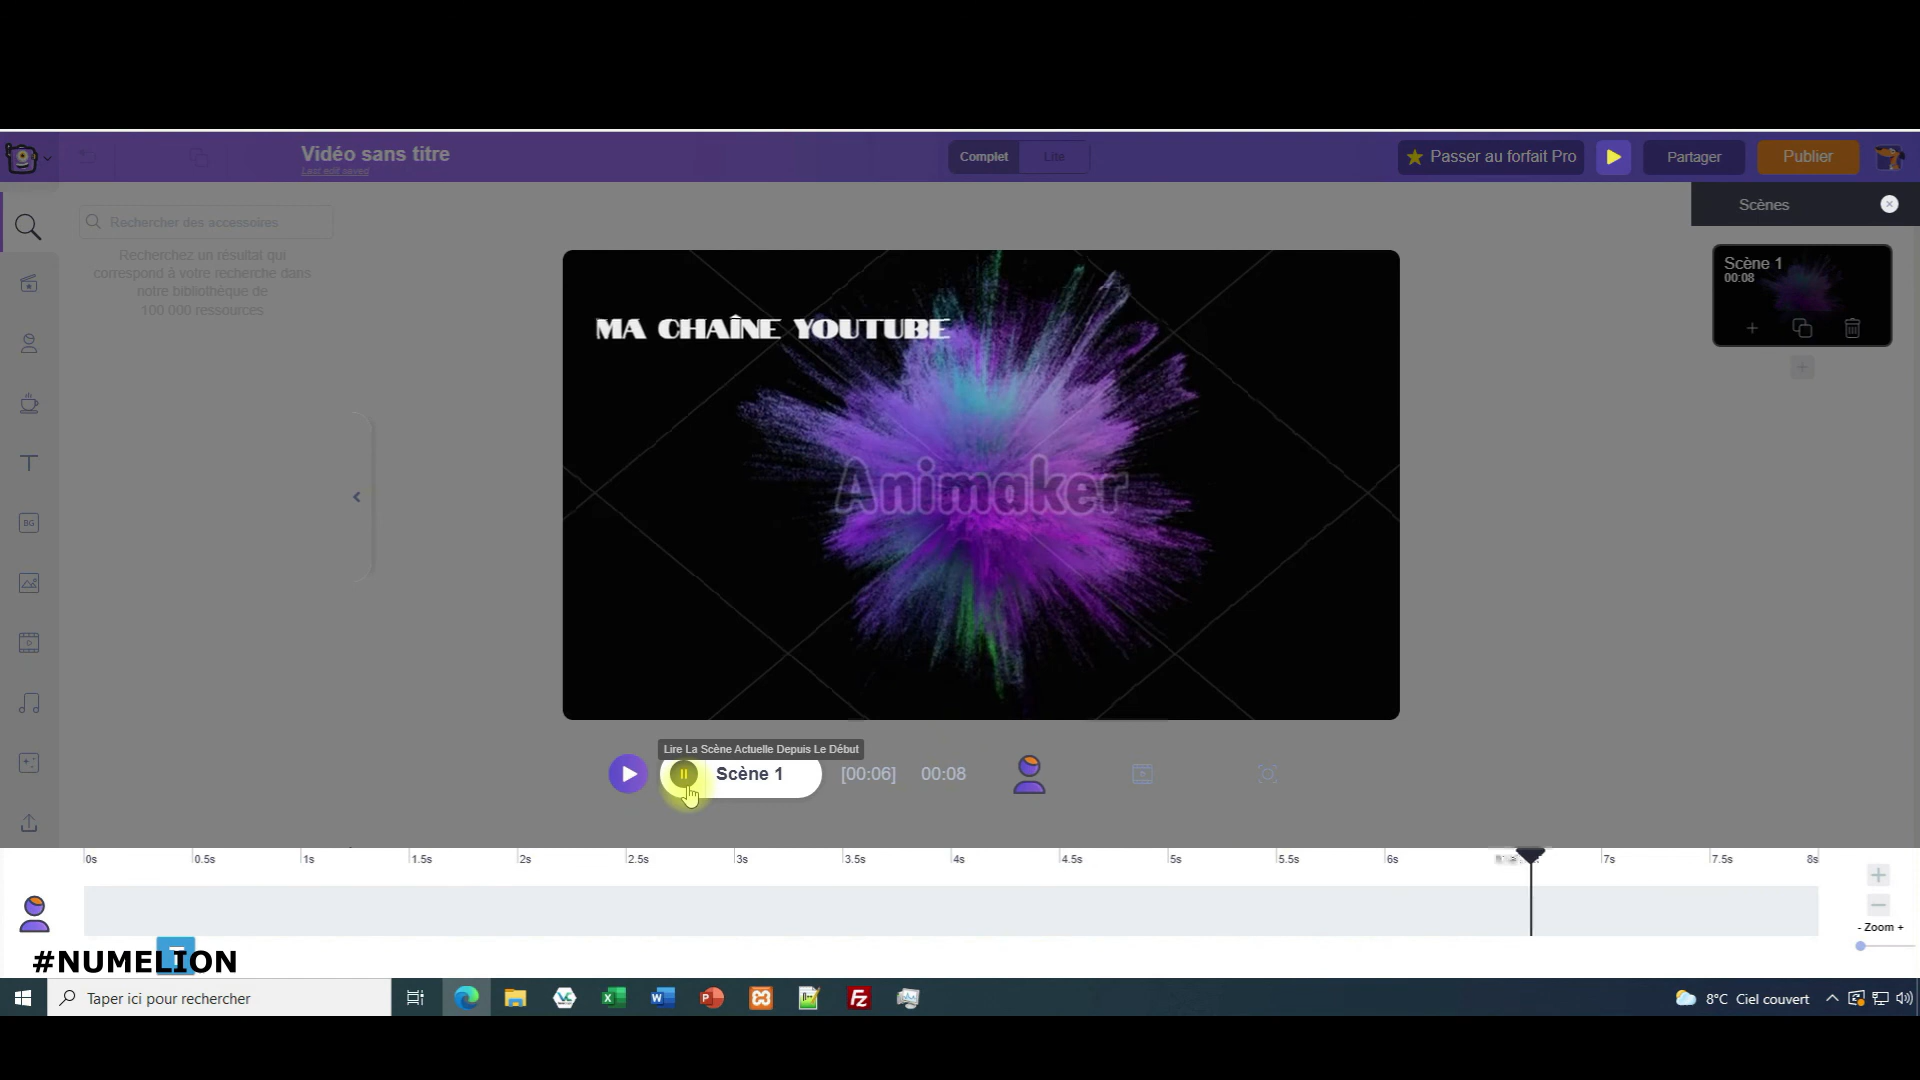 Vidéo sans titre
Last edit saved
Complet
Lite
Passer au forfait Pro
Partager
Publier
Rechercher des accessoires
Recherchez un résultat qui
correspond à votre recherche dans
notre bibliothèque de
100 000 ressources
Scènes
Scène 1
00:08
MA CHAÎNE YOUTUBE
Animaker
T
BG
Lire La Scène Actuelle Depuis Le Début
Scène 1
[00:06]
00:08
0s
0.5s
1s
1.5s
2s
2.5s
3s
3.5s
4s
4.5s
5s
5.5s
6s
7s
7.5s
8s
- Zoom +
#NUMELION
Taper ici pour rechercher
8°C Ciel couvert